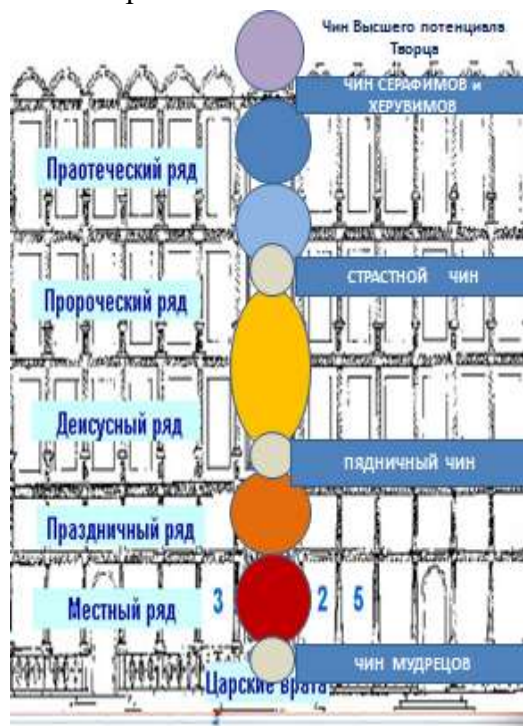 Чин Высшего потенциала
Творца
ЧИН СЕРАФИМОВ и
ХЕРУВИМОВ
Праотеческий ряд
СТРАСТНОЙ ЧИН
Пророческий ряд
Деисусный ряд
ПЯДНИЧНЫЙ ЧИН
Праздничный ряд
Местный ряд 3 2 5
ЧИН МУДРЕЦОВ
Царские врата